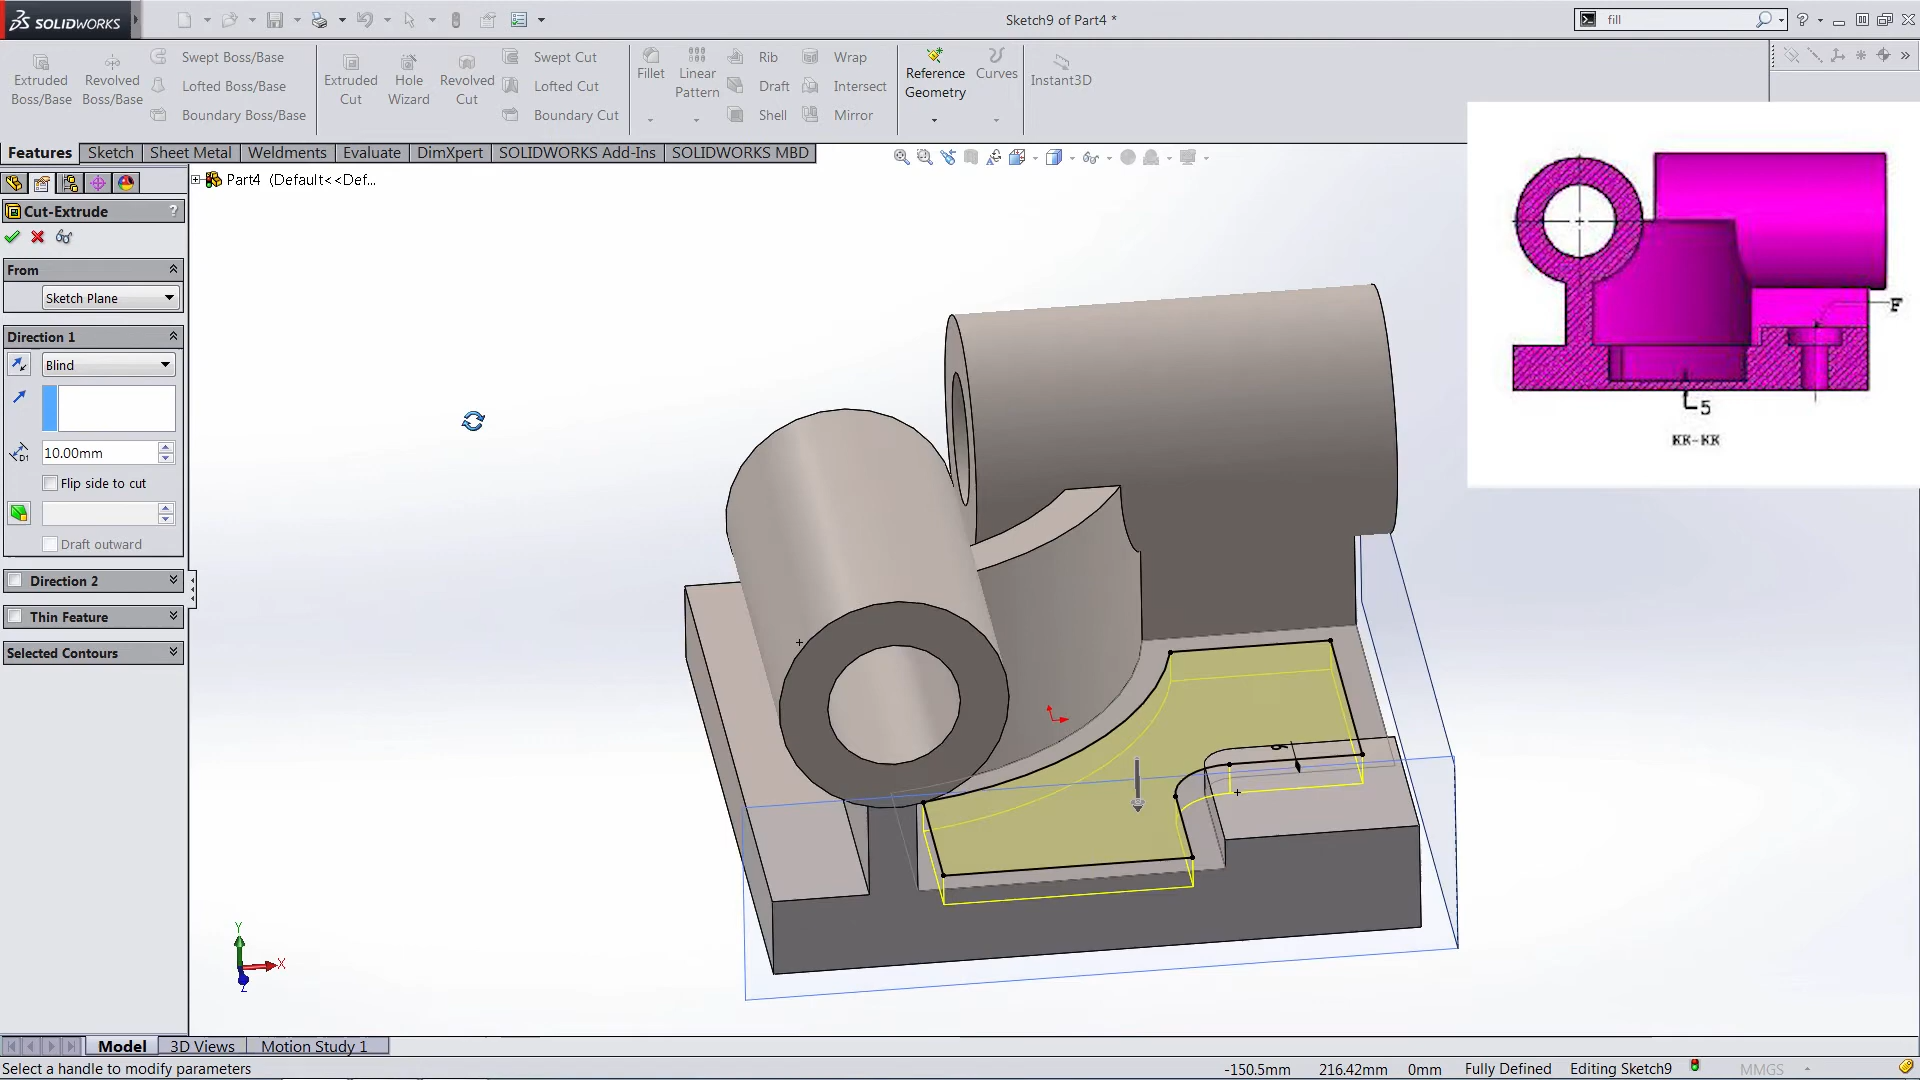 SOLIDWORKS
Sketch9 of Part4 *
fill
Extruded Boss/Base
Revolved Boss/Base
Swept Boss/Base
Lofted Boss/Base
Boundary Boss/Base
Extruded Cut
Hole Wizard
Revolved Cut
Swept Cut
Lofted Cut
Boundary Cut
Fillet
Linear Pattern
Rib
Draft
Shell
Wrap
Intersect
Mirror
Reference Geometry
Curves
Instant3D
Features
Sketch
Sheet Metal
Weldments
Evaluate
DimXpert
SOLIDWORKS Add-Ins
SOLIDWORKS MBD
Part4 (Default<<Def...
Cut-Extrude
?
From
Sketch Plane
Direction 1
Blind
D1
10.00mm
Flip side to cut
Draft outward
Direction 2
Thin Feature
Selected Contours
F
5
KK-KK
6
Y
X
Z
Model
3D Views
Motion Study 1
Select a handle to modify parameters
-150.5mm
216.42mm
0mm
Fully Defined
Editing Sketch9
MMGS